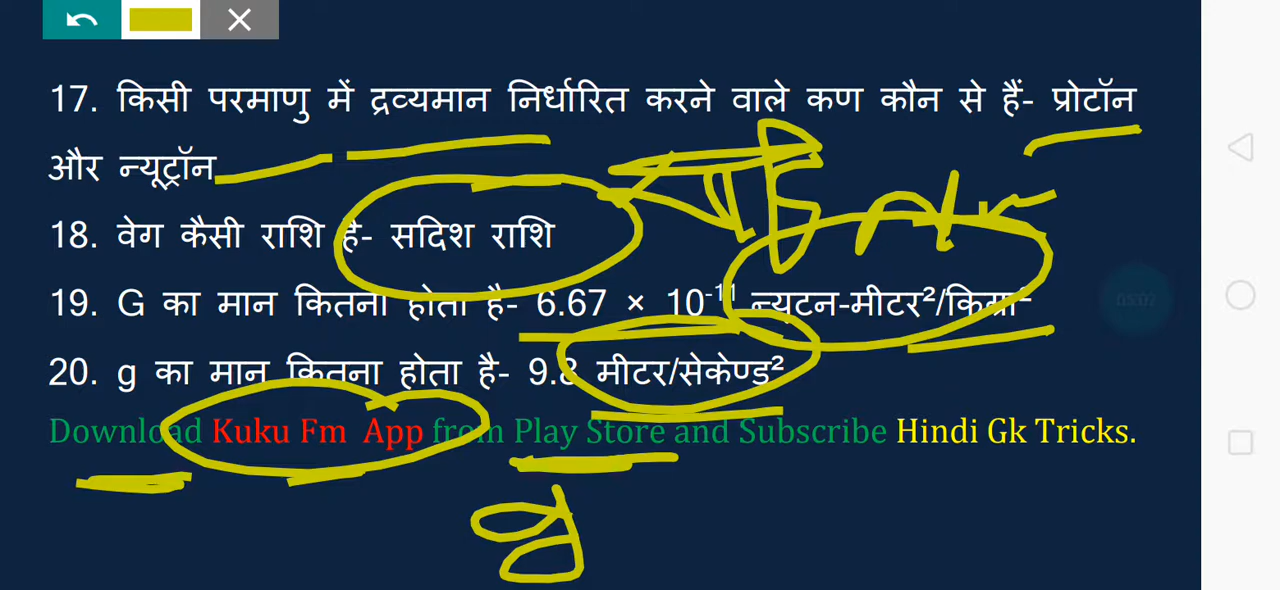 17. किसी परमाणु में द्रव्यमान निर्धारित करने वाले कण कौन से हैं- प्रोटॉन
और न्यूट्रॉन
18. वेग कैसी राशि है- सदिश राशि
19. G का मान कितना होता है- 6.67 × 10⁻¹¹ न्यूटन-मीटर²/किग्रा²
20. g का मान कितना होता है- 9.8 मीटर/सेकेण्ड²
Download Kuku Fm App from Play Store and Subscribe Hindi Gk Tricks.
g